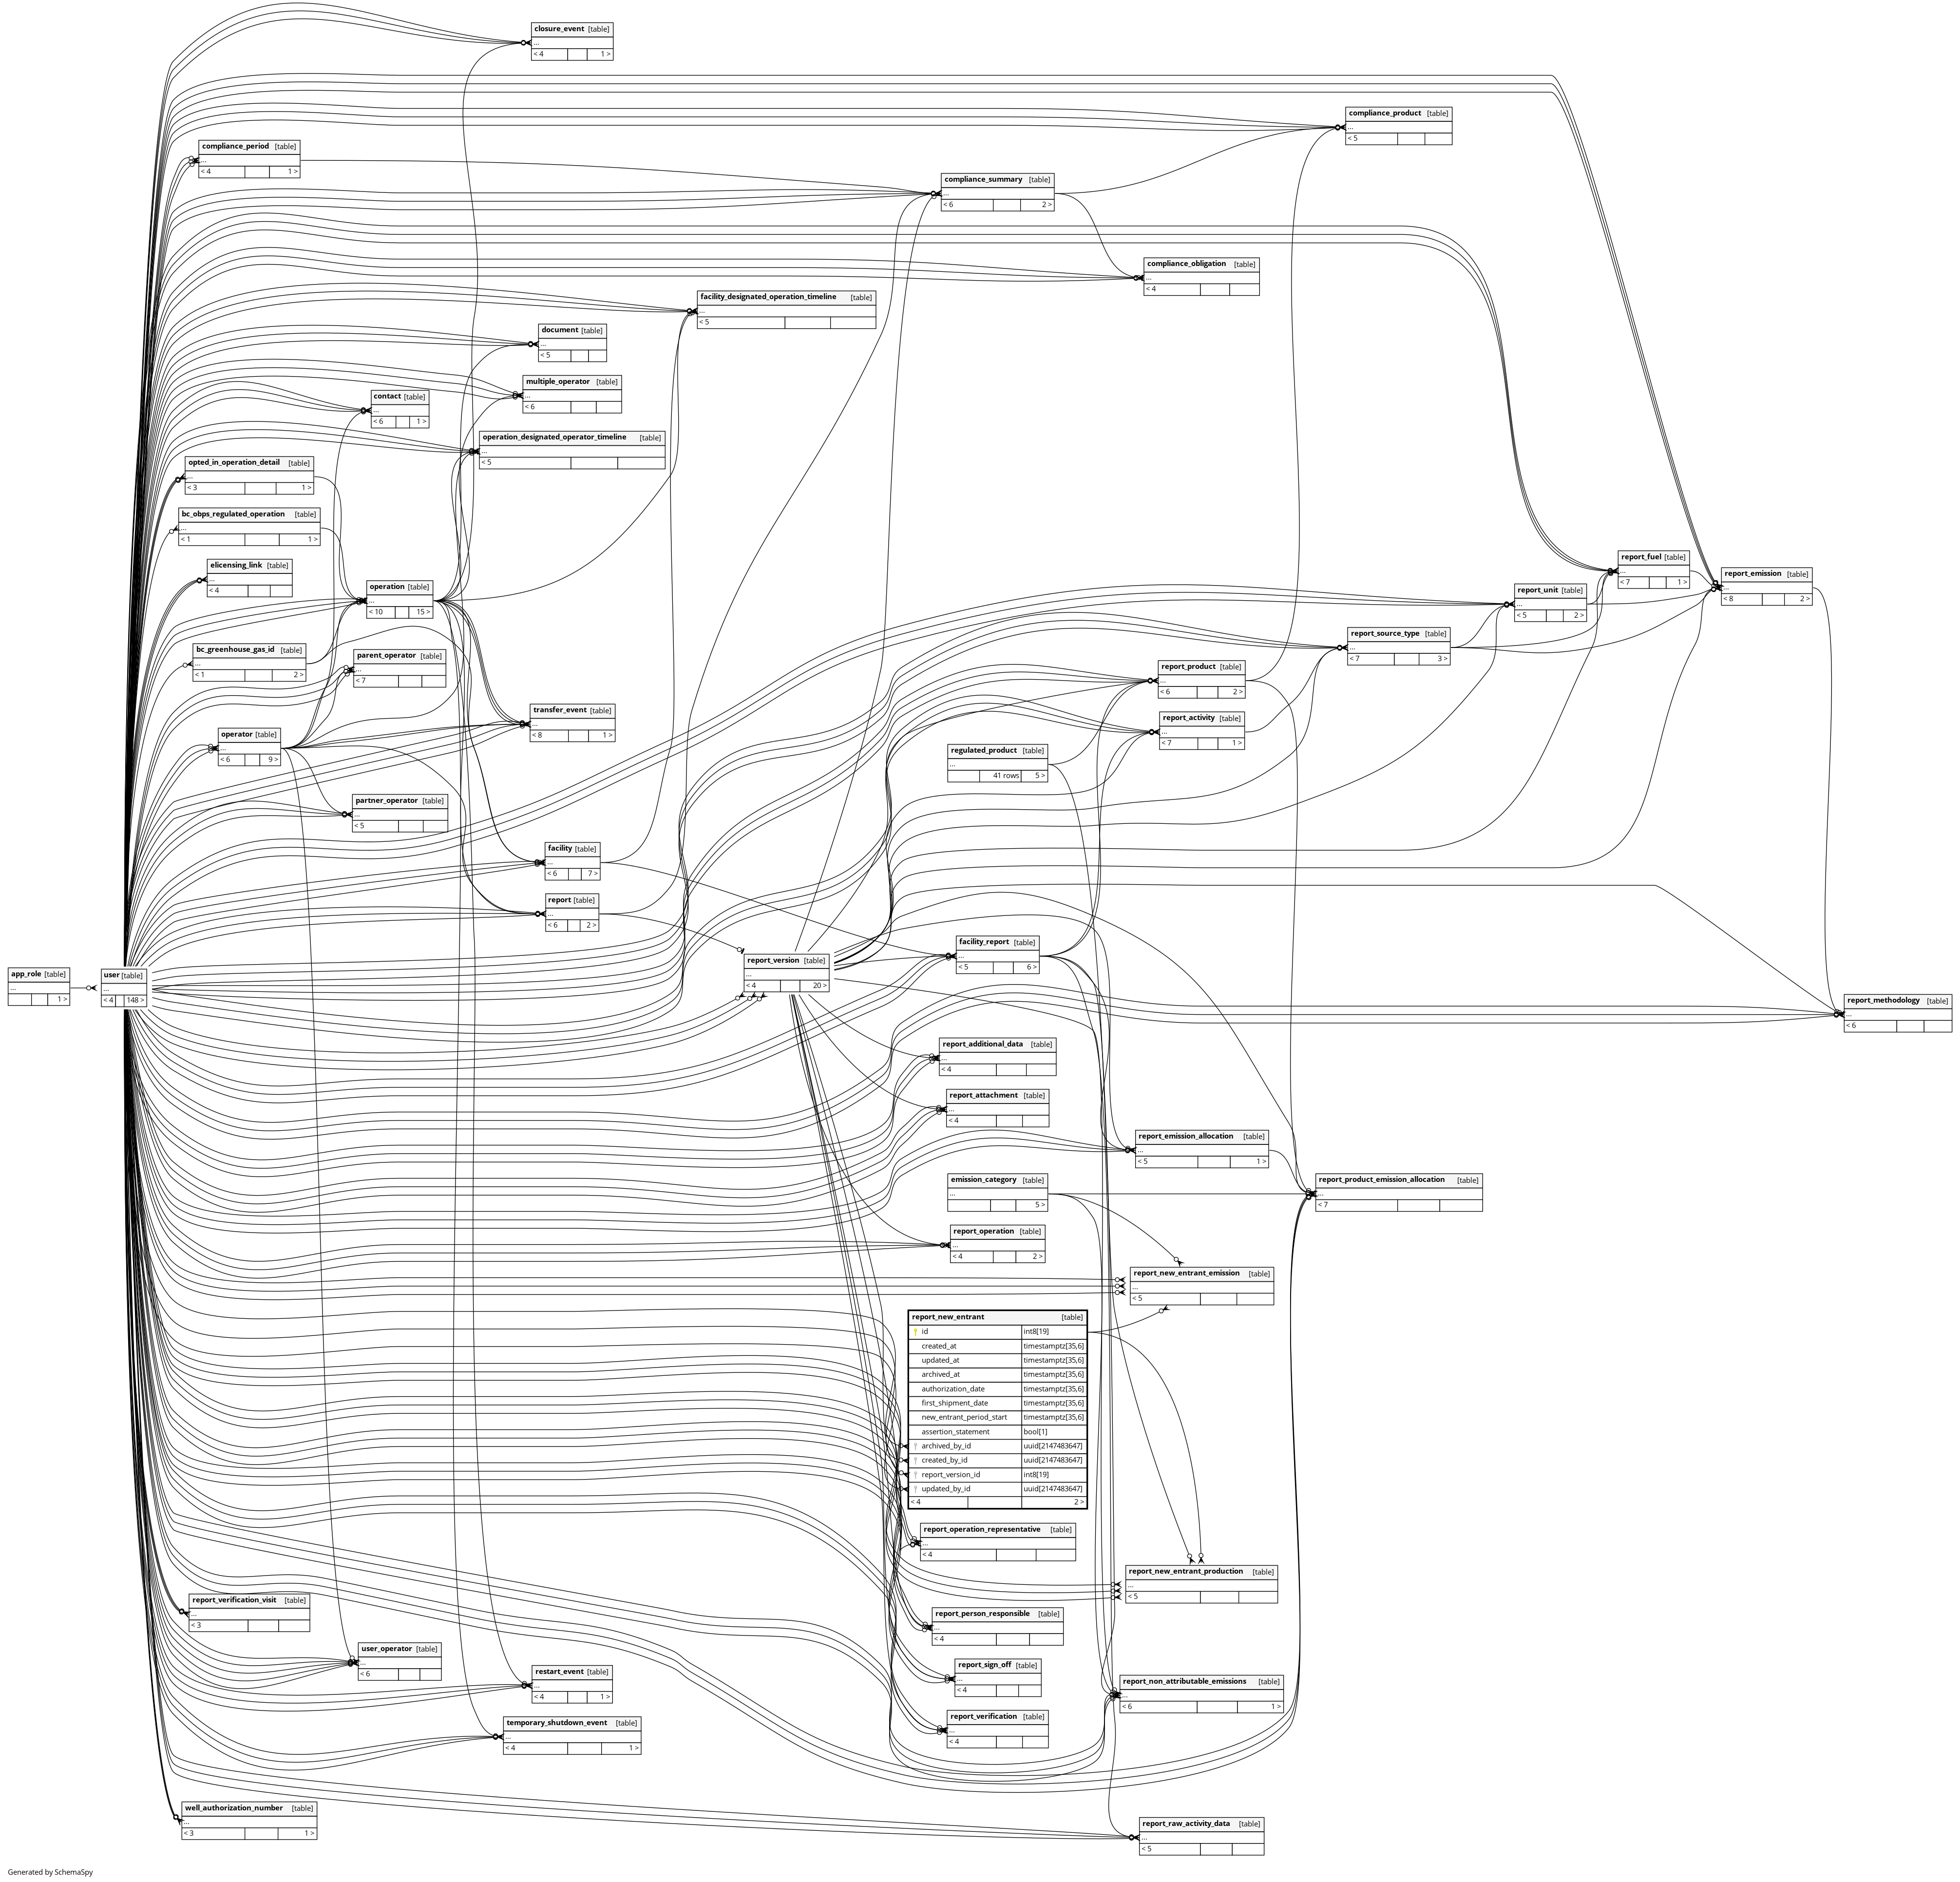 closure_event [table]
...
< 4 1 >
compliance_product [table]
...
< 5
compliance_period [table]
...
< 4 1 >
compliance_summary [table]
...
< 6 2 >
compliance_obligation [table]
...
< 4
facility_designated_operation_timeline [table]
...
< 5
document [table]
...
< 5
multiple_operator [table]
...
< 6
contact [table]
...
< 6 1 >
operation_designated_operator_timeline [table]
...
< 5
opted_in_operation_detail [table]
...
< 3 1 >
bc_obps_regulated_operation [table]
...
< 1 1 >
elicensing_link [table]
...
< 4
operation [table]
...
< 10 15 >
report_fuel [table]
...
< 7 1 >
report_emission [table]
...
< 8 2 >
report_unit [table]
...
< 5 2 >
report_source_type [table]
...
< 7 3 >
bc_greenhouse_gas_id [table]
...
< 1 2 >
parent_operator [table]
...
< 7
report_product [table]
...
< 6 2 >
transfer_event [table]
...
< 8 1 >
report_activity [table]
...
< 7 1 >
operator [table]
...
< 6 9 >
regulated_product [table]
...
41 rows 5 >
partner_operator [table]
...
< 5
facility [table]
...
< 6 7 >
report [table]
...
< 6 2 >
facility_report [table]
...
< 5 6 >
report_version [table]
...
< 4 20 >
app_role [table]
...
1 >
user [table]
...
< 4 148 >
report_methodology [table]
...
< 6
report_additional_data [table]
...
< 4
report_attachment [table]
...
< 4
report_emission_allocation [table]
...
< 5 1 >
emission_category [table]
...
5 >
report_product_emission_allocation [table]
...
< 7
report_operation [table]
...
< 4 2 >
report_new_entrant_emission [table]
...
< 5
report_new_entrant [table]
id int8[19]
created_at timestamptz[35,6]
updated_at timestamptz[35,6]
archived_at timestamptz[35,6]
authorization_date timestamptz[35,6]
first_shipment_date timestamptz[35,6]
new_entrant_period_start timestamptz[35,6]
assertion_statement bool[1]
archived_by_id uuid[2147483647]
created_by_id uuid[2147483647]
report_version_id int8[19]
updated_by_id uuid[2147483647]
< 4 2 >
report_operation_representative [table]
...
< 4
report_new_entrant_production [table]
...
< 5
report_verification_visit [table]
...
< 3
report_person_responsible [table]
...
< 4
user_operator [table]
...
< 6
restart_event [table]
...
< 4 1 >
report_sign_off [table]
...
< 4
report_non_attributable_emissions [table]
...
< 6 1 >
report_verification [table]
...
< 4
temporary_shutdown_event [table]
...
< 4 1 >
well_authorization_number [table]
...
< 3 1 >
report_raw_activity_data [table]
...
< 5
Generated by SchemaSpy